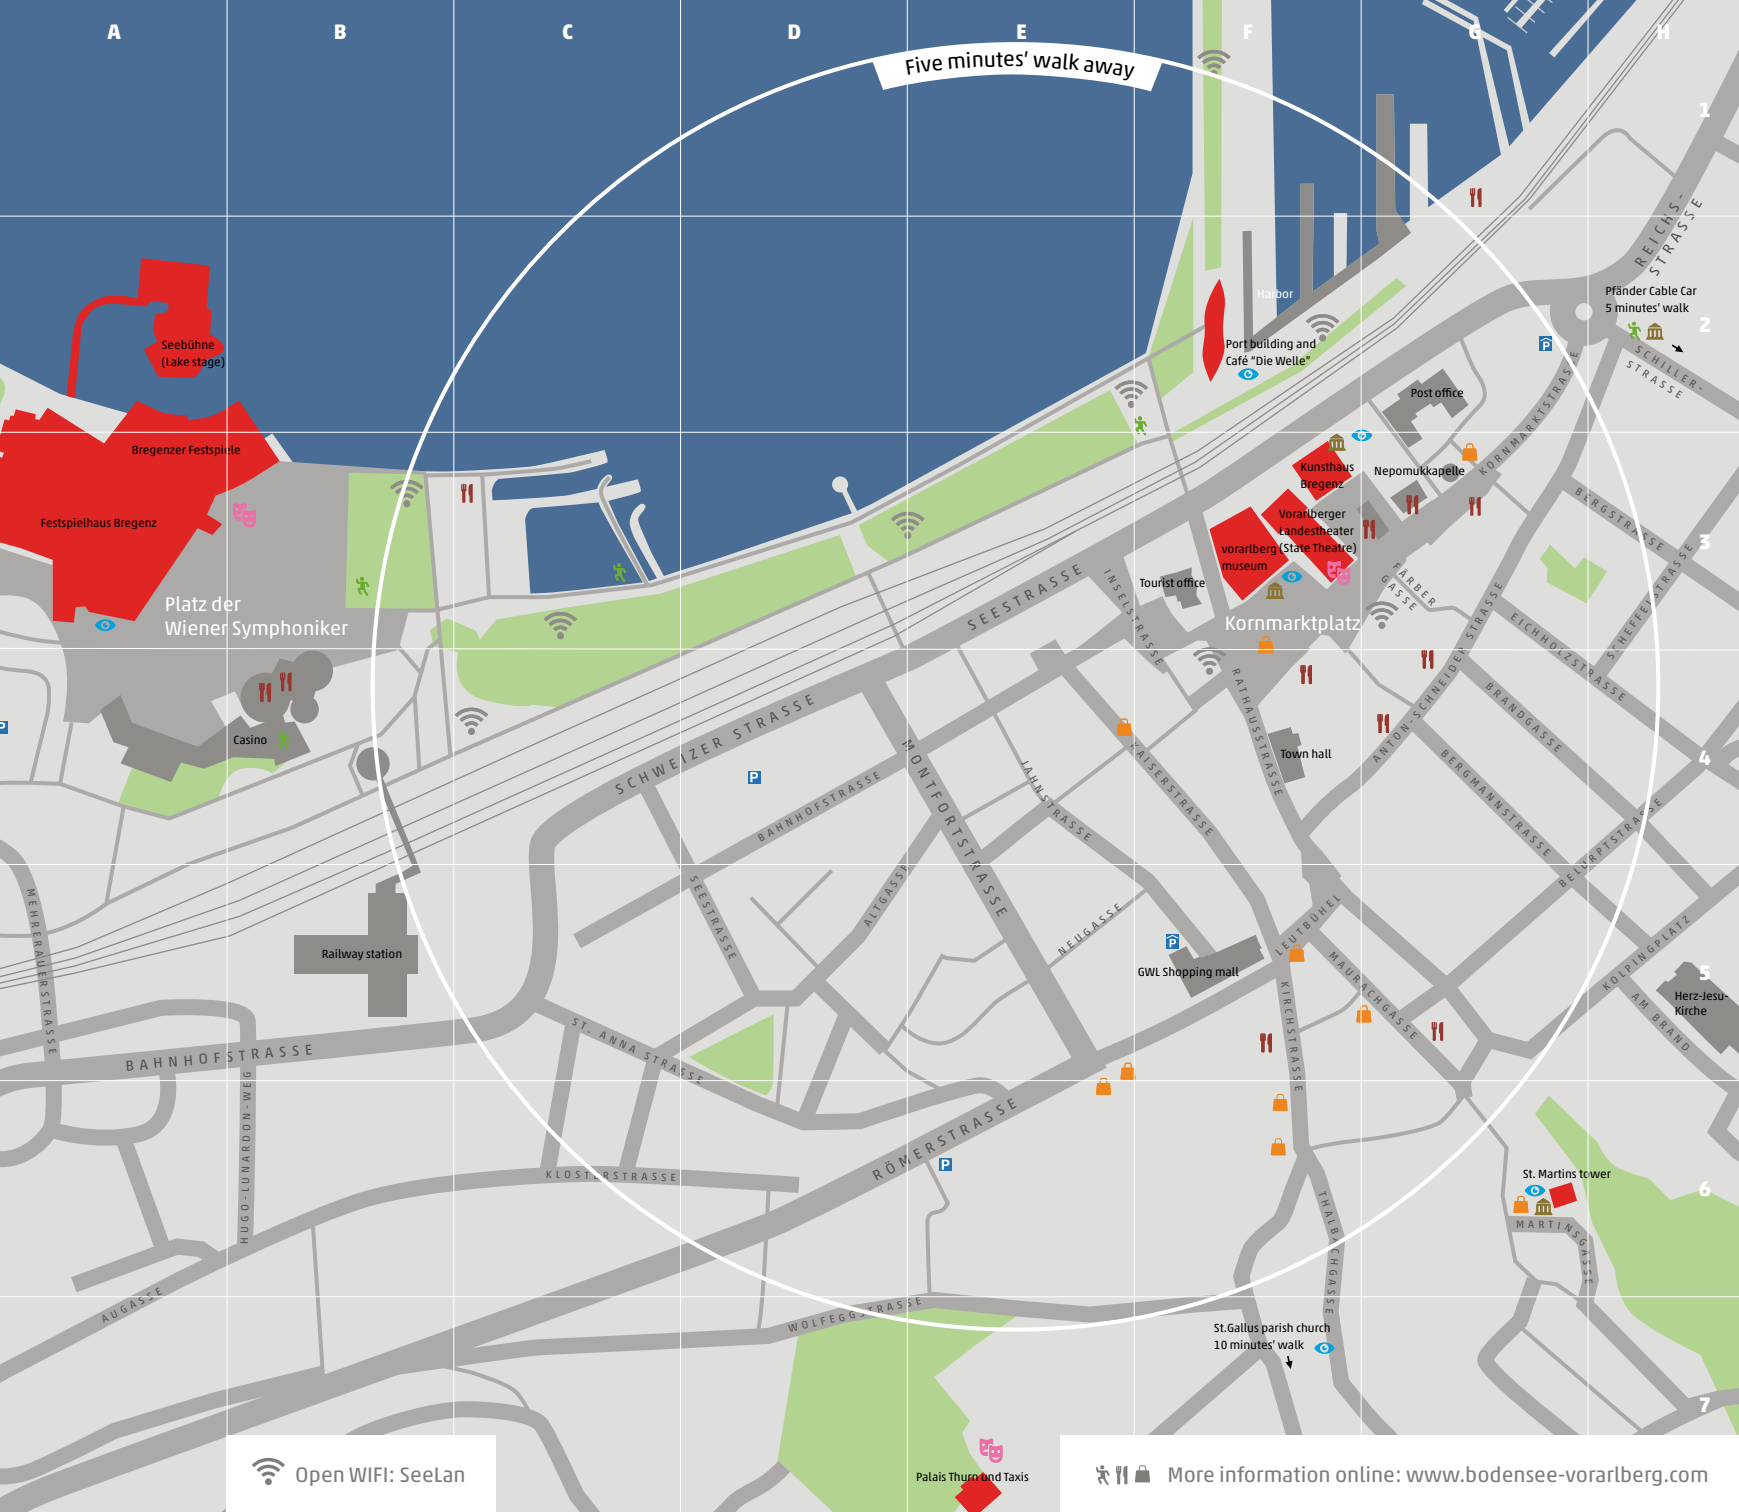 A B C D E F G H
Five minutes' walk away
1
REICHS-
STRASSE
Pfänder Cable Car
5 minutes' walk
2
SCHILLER-
STRASSE
P
Harbor
Port building and
Café "Die Welle"
Seebühne
(Lake stage)
Post office
KORNMARKTSTRASSE
Bregenzer Festspiele
Festspielhaus Bregenz
Kunsthaus
Bregenz
Nepomukkapelle
Vorarlberger
Landestheater
(State Theatre)
vorarlberg
museum
BERGSTRASSE
3
Tourist office
INSELSTRASSE
SEESTRASSE
FÄRBER
GASSE
SCHEFFELSTRASSE
Platz der
Wiener Symphoniker
Kornmarktplatz
EICHHOLZSTRASSE
ANTON-SCHNEIDER STRASSE
RATHAUSSTRASSE
BRANDGASSE
P
Casino
SCHWEIZER STRASSE
MONTFORTSTRASSE
JAHNSTRASSE
KAISERSTRASSE
Town hall
BERGMANNSTRASSE
4
P
BAHNHOFSTRASSE
BELRUPTSTRASSE
MEHRERAUERSTRASSE
SEESTRASSE
ALTGASSE
NEUGASSE
LEUTBÜHEL
KOLPINGPLATZ
Railway station
P
GWL Shopping mall
MAURACHGASSE
5
Herz-Jesu-
Kirche
AM BRAND
KIRCHSTRASSE
ST. ANNA STRASSE
BAHNHOFSTRASSE
HUGO-LUNARDON-WEG
RÖMERSTRASSE
KLOSTERSTRASSE
P
St. Martins tower
6
MARTINSGASSE
THALBACHGASSE
AUGASSE
WOLFEGGSTRASSE
St.Gallus parish church
10 minutes' walk
7
Palais Thurn und Taxis
Open WIFI: SeeLan
More information online: www.bodensee-vorarlberg.com